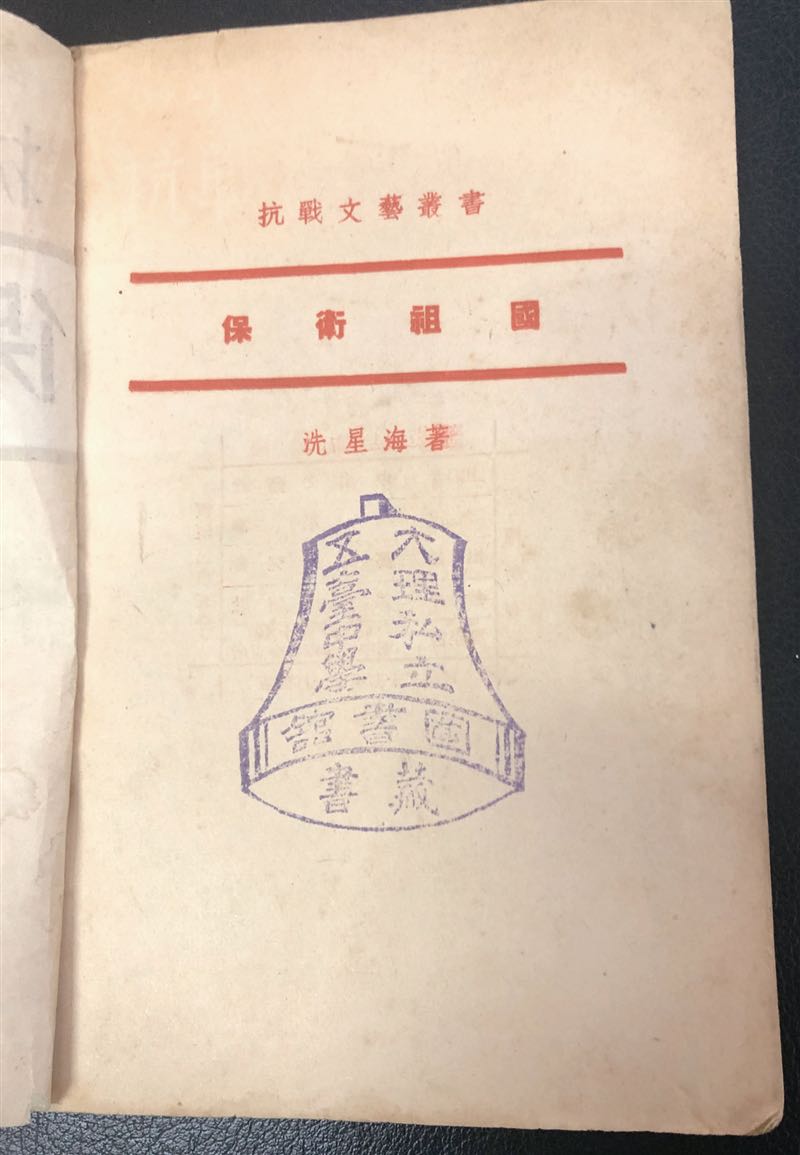 抗戰文藝叢書
保衛祖國
洗星海著
大理私立
五臺中學
圖書館
藏書